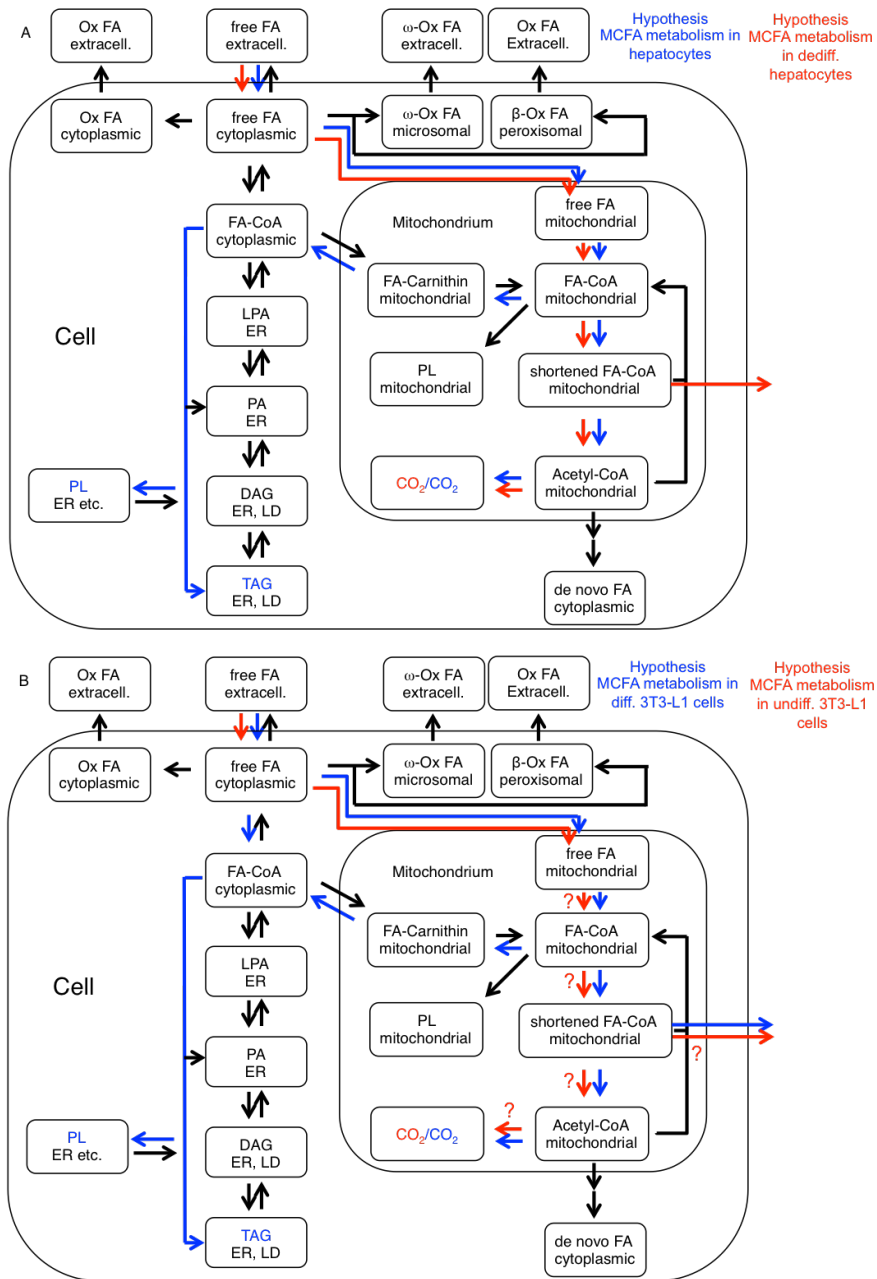 A
Ox FA
extracell.
free FA
extracell.
ω-Ox FA
extracell.
Ox FA
Extracell.
Hypothesis
MCFA metabolism in
hepatocytes
Hypothesis
MCFA metabolism
in dediff.
hepatocytes
Ox FA
cytoplasmic
free FA
cytoplasmic
ω-Ox FA
microsomal
β-Ox FA
peroxisomal
free FA
mitochondrial
FA-CoA
cytoplasmic
Mitochondrium
FA-Carnithin
mitochondrial
FA-CoA
mitochondrial
LPA
ER
Cell
PL
mitochondrial
shortened FA-CoA
mitochondrial
PA
ER
PL
ER etc.
DAG
ER, LD
CO2/CO2
Acetyl-CoA
mitochondrial
TAG
ER, LD
de novo FA
cytoplasmic
B
Ox FA
extracell.
free FA
extracell.
ω-Ox FA
extracell.
Ox FA
Extracell.
Hypothesis
MCFA metabolism in
diff. 3T3-L1 cells
Hypothesis
MCFA metabolism
in undiff. 3T3-L1
cells
Ox FA
cytoplasmic
free FA
cytoplasmic
ω-Ox FA
microsomal
β-Ox FA
peroxisomal
free FA
mitochondrial
FA-CoA
cytoplasmic
Mitochondrium
?
FA-Carnithin
mitochondrial
FA-CoA
mitochondrial
LPA
ER
?
Cell
PL
mitochondrial
shortened FA-CoA
mitochondrial
?
PA
ER
?
PL
ER etc.
DAG
ER, LD
CO2/CO2
?
Acetyl-CoA
mitochondrial
TAG
ER, LD
de novo FA
cytoplasmic